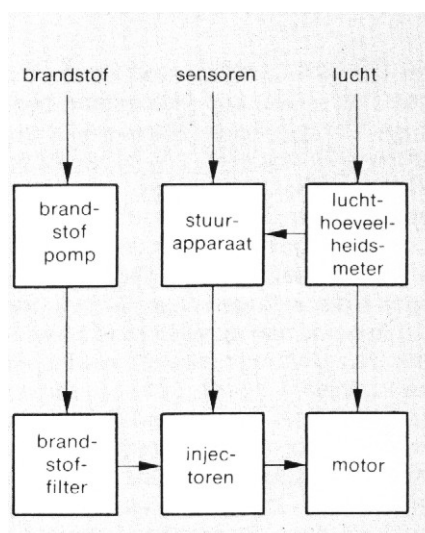 brandstof
sensoren
lucht
brand-
stof
pomp
stuur-
apparaat
lucht-
hoeveel-
heids-
meter
brand-
stof-
filter
injec-
toren
motor